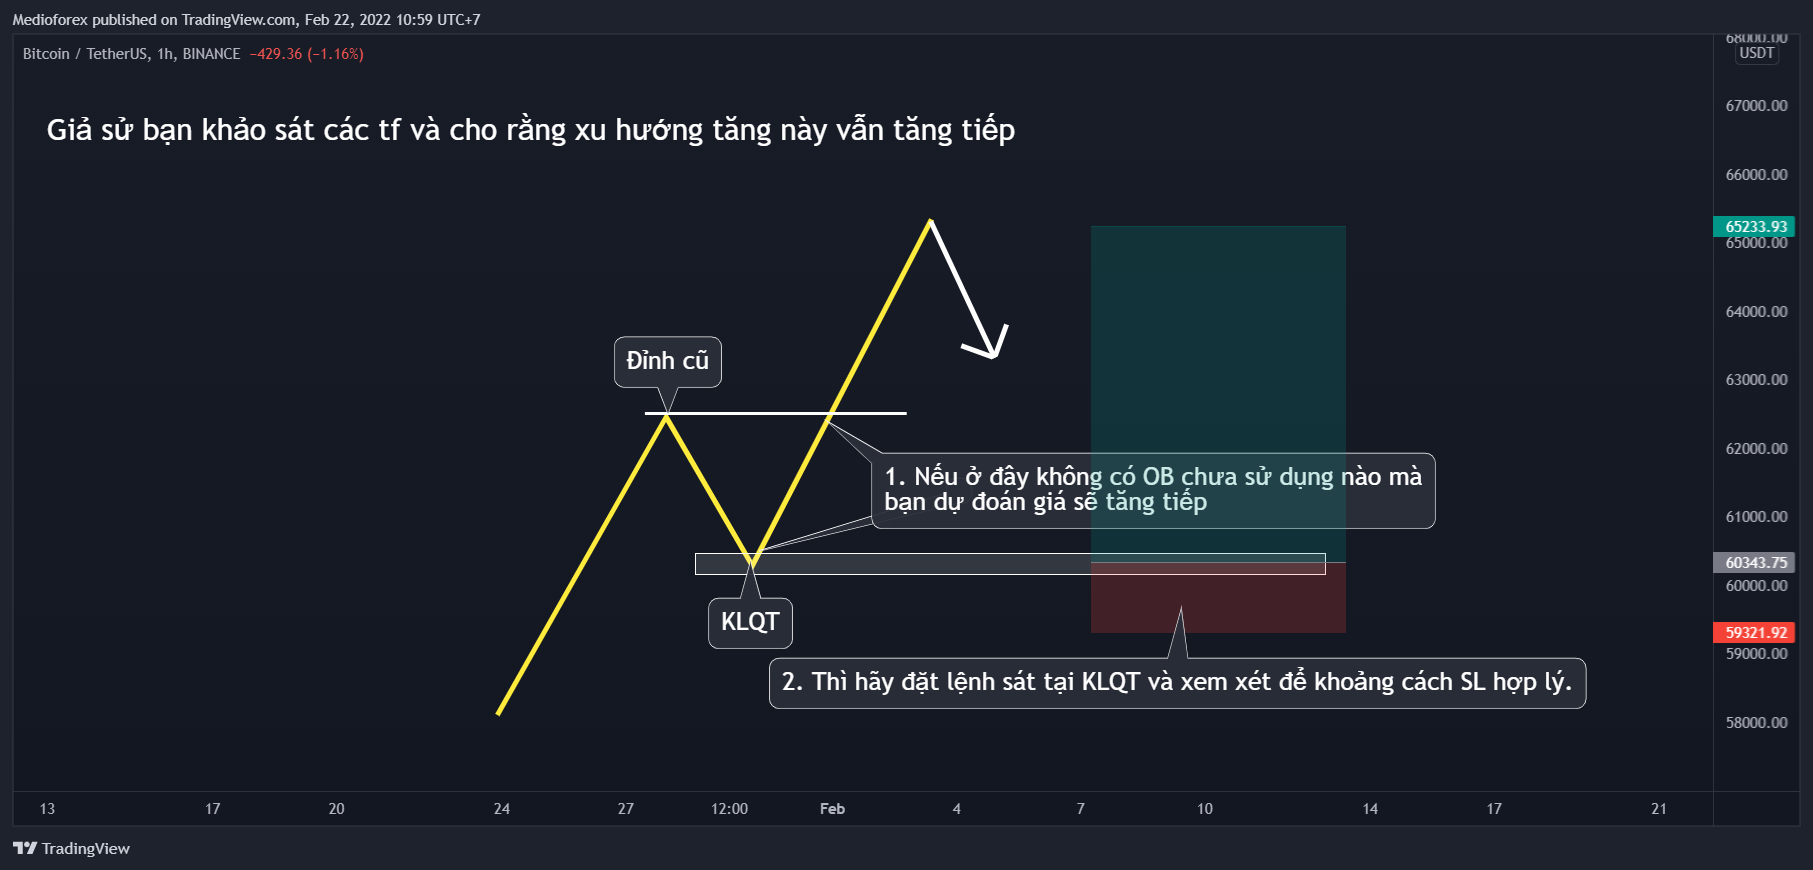 Medioforex published on TradingView.com, Feb 22, 2022 10:59 UTC+7
Bitcoin / TetherUS, 1h, BINANCE −429.36 (−1.16%)
68000.00
USDT
67000.00
Giả sử bạn khảo sát các tf và cho rằng xu hướng tăng này vẫn tăng tiếp
66000.00
65233.93
65000.00
64000.00
Đỉnh cũ
63000.00
62000.00
1. Nếu ở đây không có OB chưa sử dụng nào mà
bạn dự đoán giá sẽ tăng tiếp
61000.00
60343.75
60000.00
KLQT
59321.92
59000.00
2. Thì hãy đặt lệnh sát tại KLQT và xem xét để khoảng cách SL hợp lý.
58000.00
13 17 20 24 27 12:00 Feb 4 7 10 14 17 21
TradingView